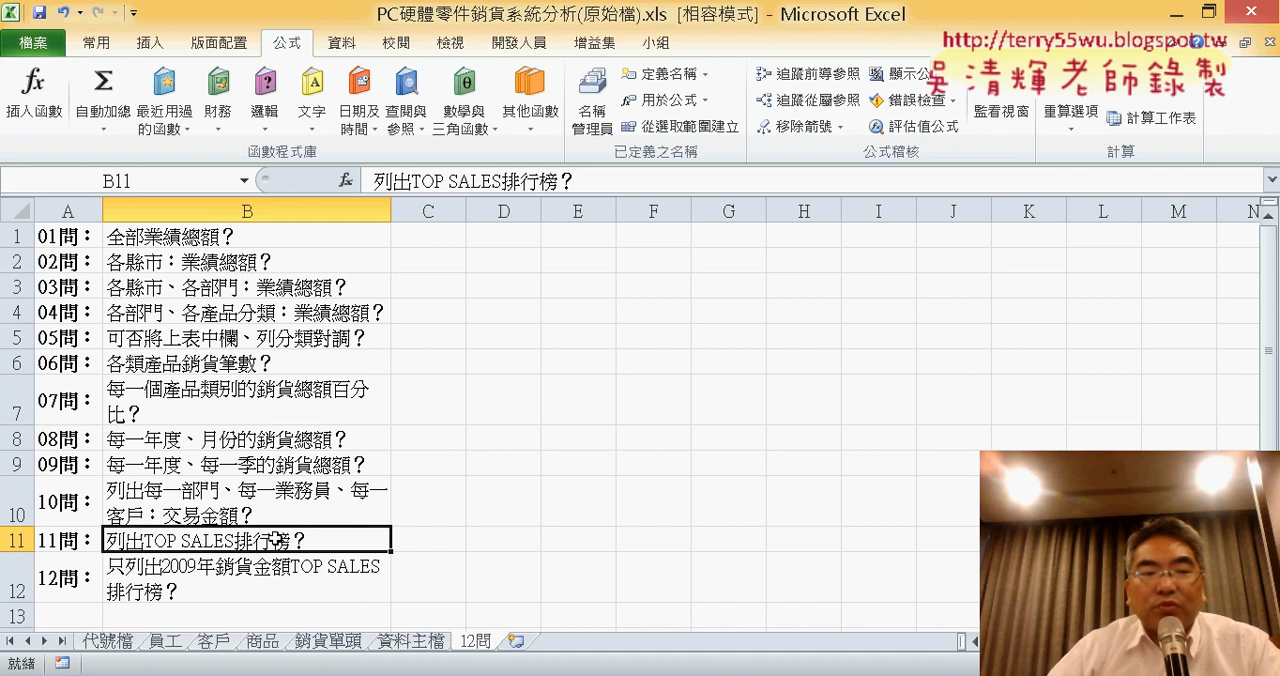 PC硬體零件銷貨系統分析(原始檔).xls [相容模式] - Microsoft Excel
檔案 常用 插入 版面配置 公式 資料 校閱 檢視 開發人員 增益集 小組
http://terry55wu.blogspot.tw
吳清輝老師錄製
插入函數 自動加總 最近用過的函數 財務 邏輯 文字 日期及時間 查閱與參照 數學與三角函數 其他函數
函數程式庫
名稱管理員 定義名稱 用於公式 從選取範圍建立
已定義之名稱
追蹤前導參照 追蹤從屬參照 移除箭號 顯示公 錯誤檢查 評估值公式 監看視窗
公式稽核
重算選項 計算工作表
計算
B11 fx 列出TOP SALES排行榜?
A B C D E F G H I J K L M N
1 01問: 全部業績總額?
2 02問: 各縣市:業績總額?
3 03問: 各縣市、各部門:業績總額?
4 04問: 各部門、各產品分類:業績總額?
5 05問: 可否將上表中欄、列分類對調?
6 06問: 各類產品銷貨筆數?
7 07問: 每一個產品類別的銷貨總額百分
比?
8 08問: 每一年度、月份的銷貨總額?
9 09問: 每一年度、每一季的銷貨總額?
10 10問: 列出每一部門、每一業務員、每一
客戶:交易金額?
11 11問: 列出TOP SALES排行榜?
12 12問: 只列出2009年銷貨金額TOP SALES
排行榜?
13
代號檔 員工 客戶 商品 銷貨單頭 資料主檔 12問
就緒